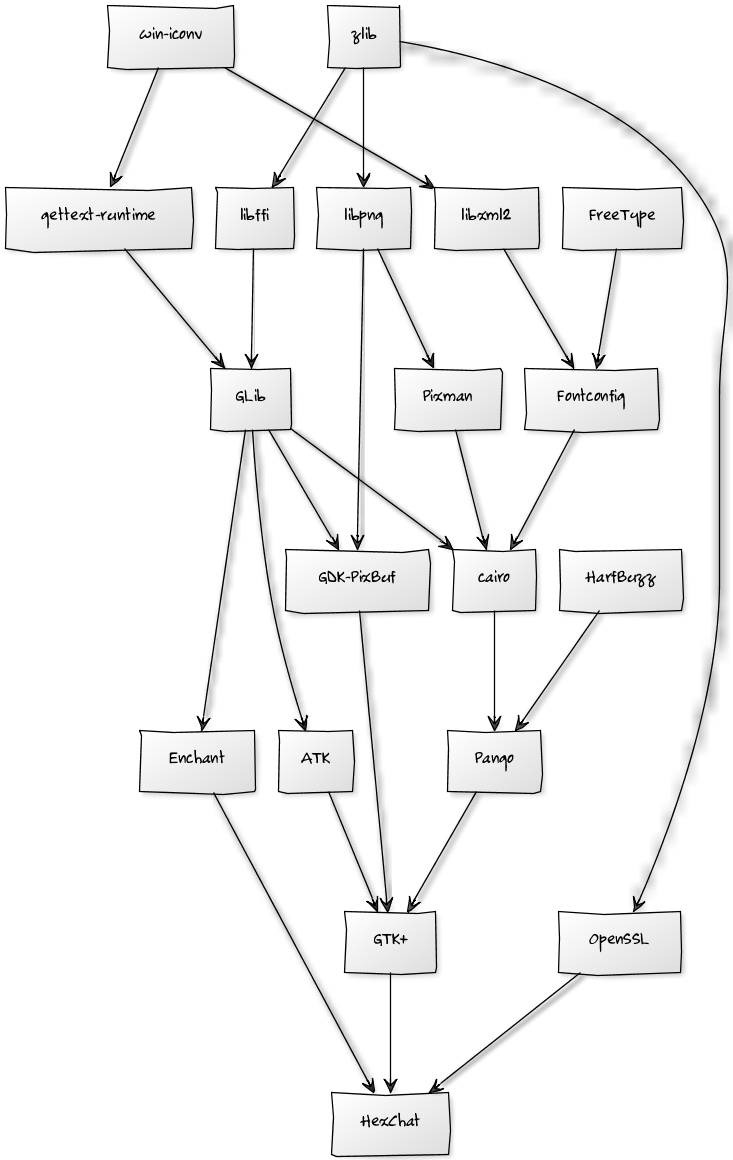 win-iconv
zlib
gettext-runtime
libffi
libpng
libxml2
FreeType
GLib
Pixman
Fontconfig
GDK-PixBuf
cairo
HarfBuzz
Enchant
ATK
Pango
GTK+
OpenSSL
HexChat